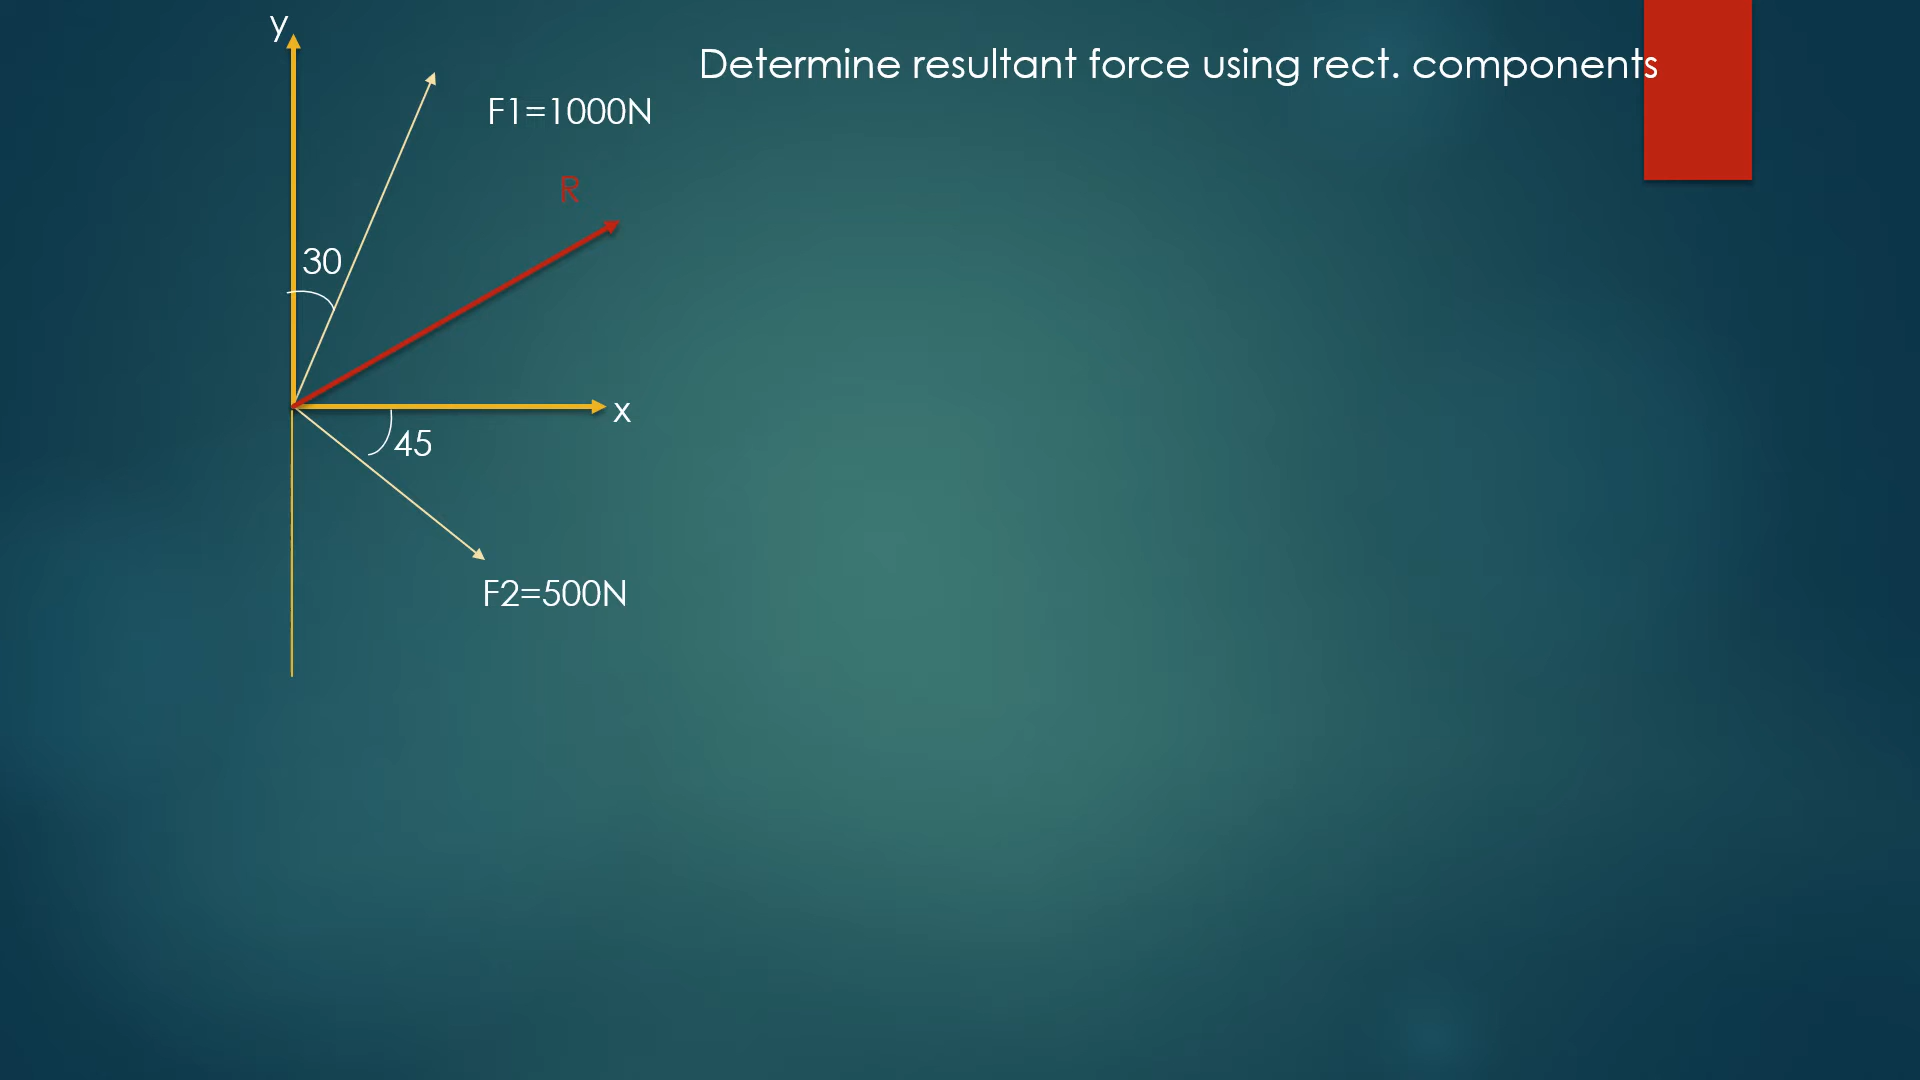 y
Determine resultant force using rect. components
F1=1000N
R
30
x
45
F2=500N